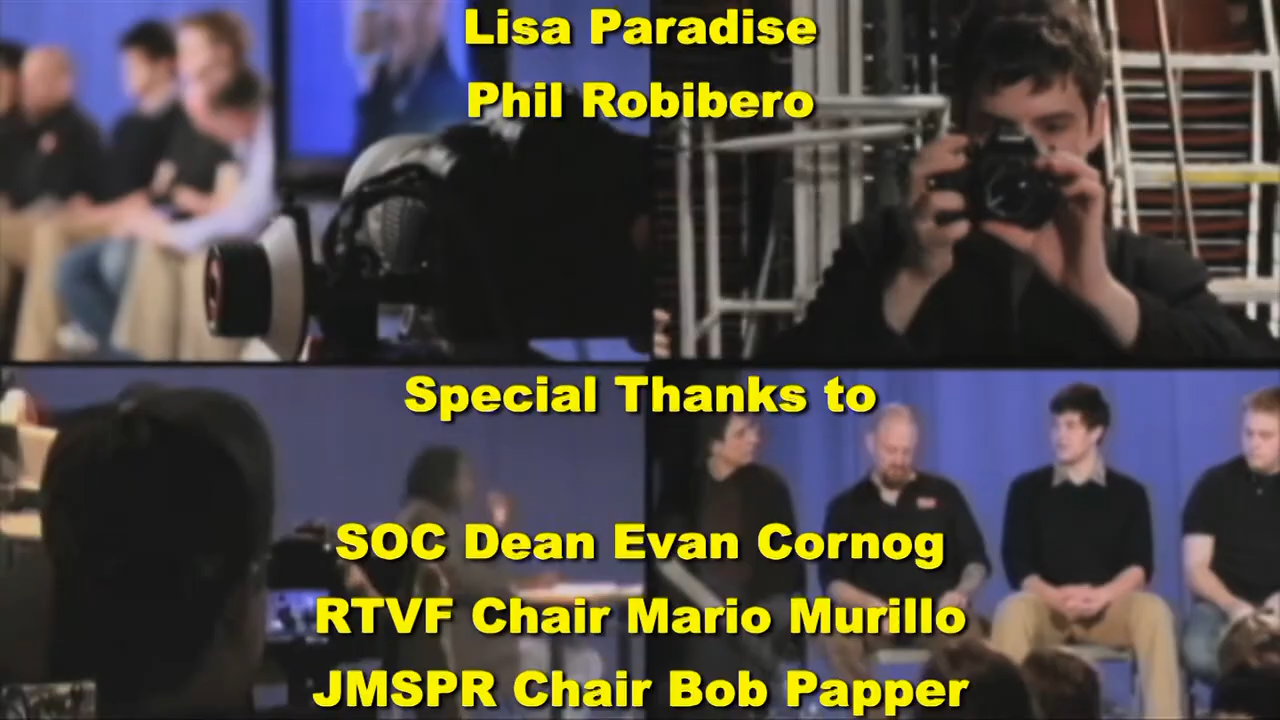 Lisa Paradise
Phil Robibero
Special Thanks to
SOC Dean Evan Cornog
RTVF Chair Mario Murillo
JMSPR Chair Bob Papper